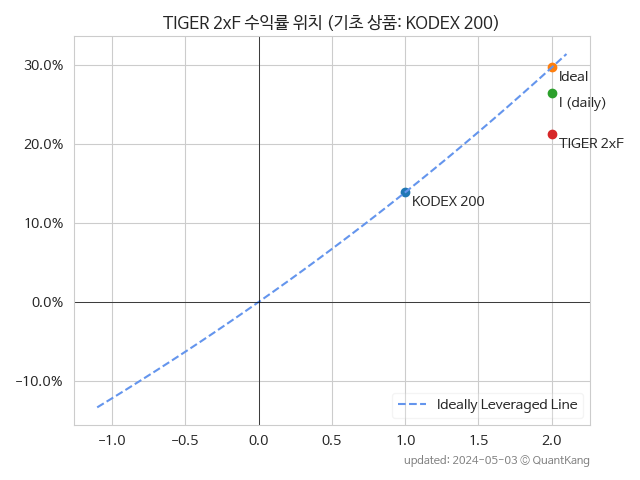 TIGER 2xF 수익률 위치 (기초 상품: KODEX 200)
30.0%
20.0%
10.0%
0.0%
-10.0%
Ideal
I (daily)
TIGER 2xF
KODEX 200
Ideally Leveraged Line
-1.0 -0.5 0.0 0.5 1.0 1.5 2.0
updated: 2024-05-03 © QuantKang